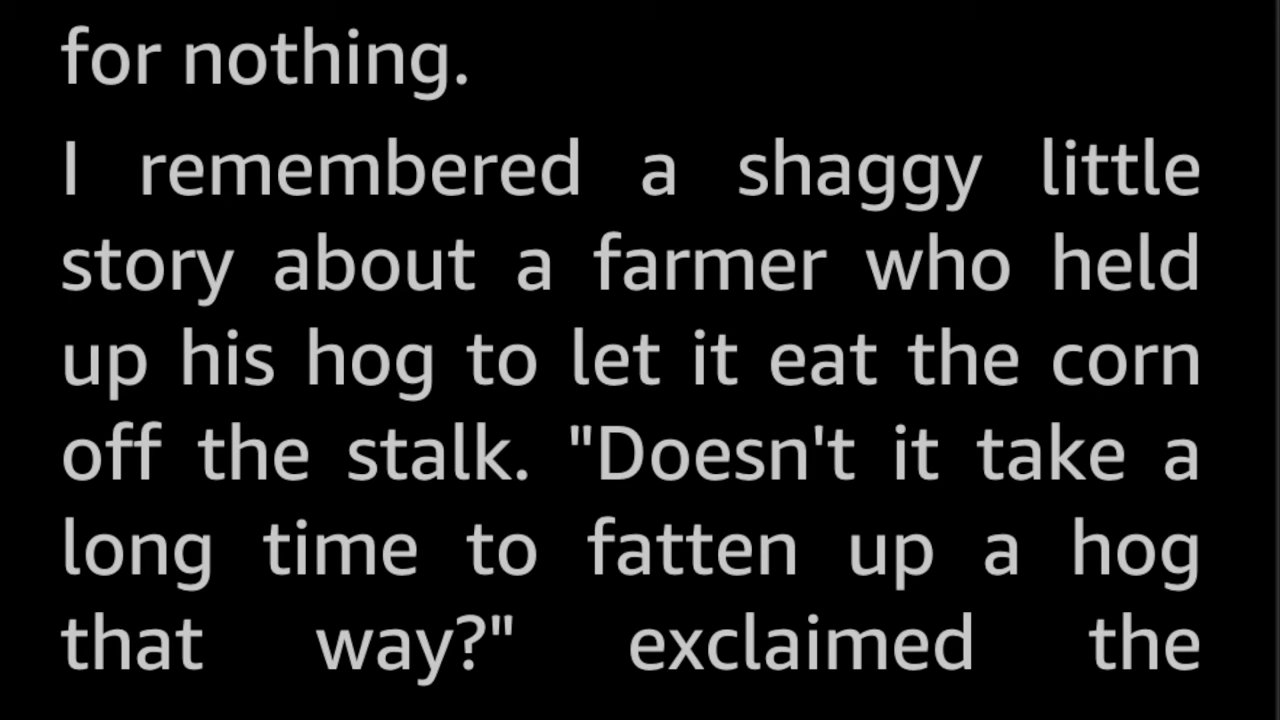 for nothing.
I remembered a shaggy little
story about a farmer who held
up his hog to let it eat the corn
off the stalk. "Doesn't it take a
long time to fatten up a hog
that way?" exclaimed the